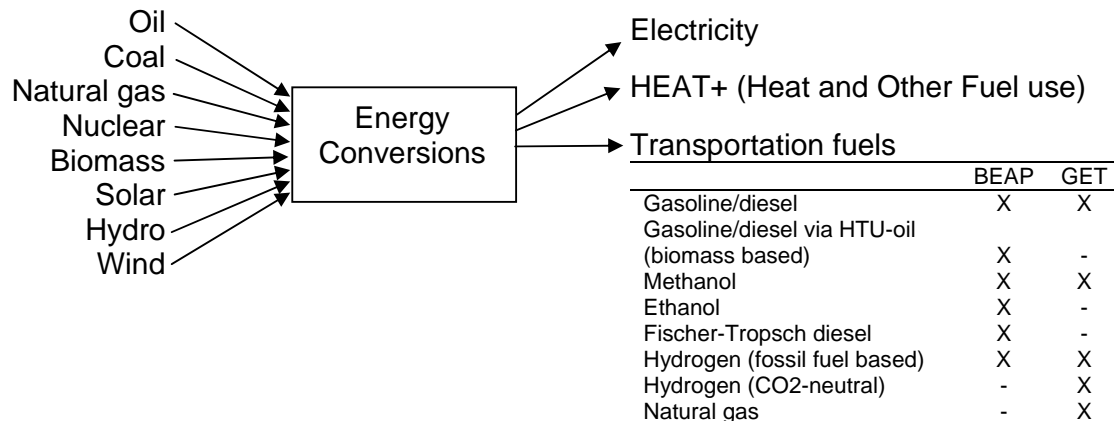 Oil
Coal
Natural gas
Nuclear
Biomass
Solar
Hydro
Wind
Energy
Conversions
Electricity
HEAT+ (Heat and Other Fuel use)
Transportation fuels
BEAP GET
Gasoline/diesel X X
Gasoline/diesel via HTU-oil
(biomass based) X -
Methanol X X
Ethanol X -
Fischer-Tropsch diesel X -
Hydrogen (fossil fuel based) X X
Hydrogen (CO2-neutral) - X
Natural gas - X